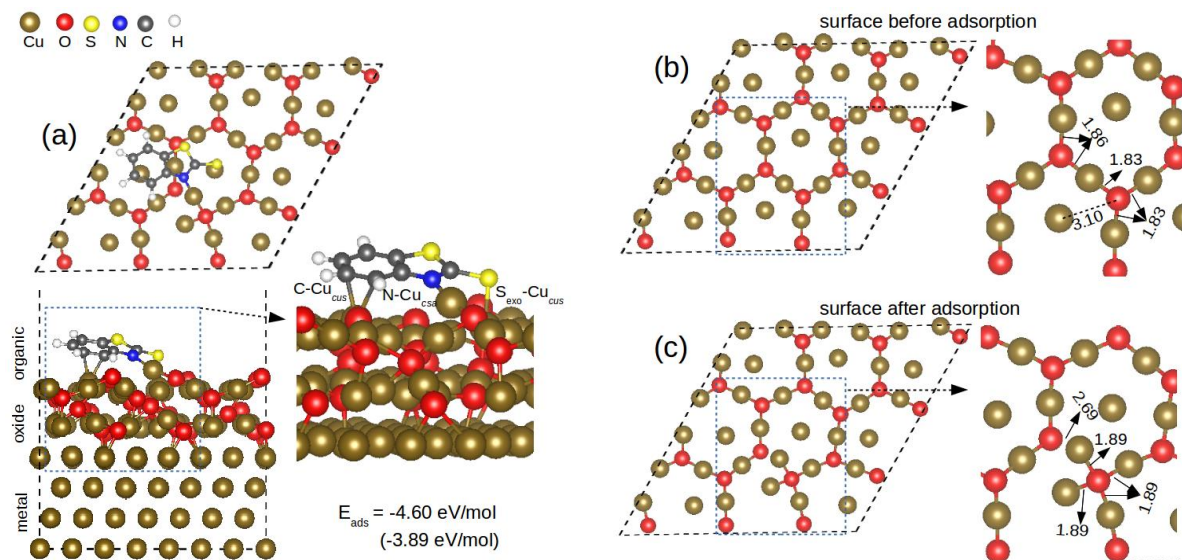 Cu O S N C H
(a)
organic
oxide
metal
C-Cu_cus
N-Cu_csa
S_exo-Cu_cus
E_ads = -4.60 eV/mol
(-3.89 eV/mol)
surface before adsorption
(b)
1.86
1.83
3.10
1.83
surface after adsorption
(c)
2.69
1.89
1.89
1.89